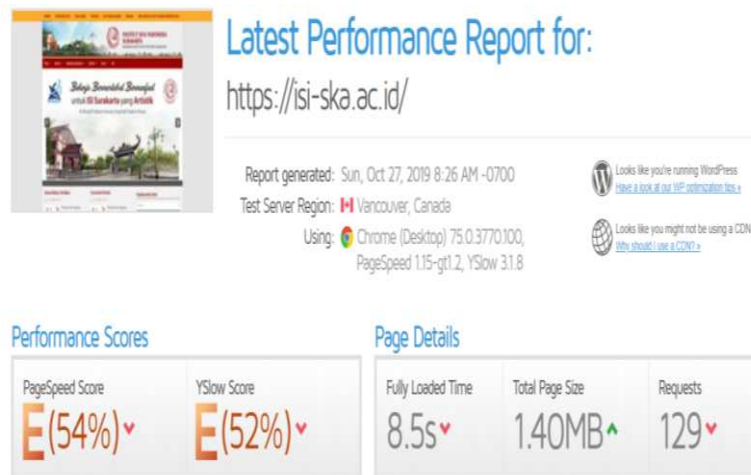 Latest Performance Report for:
https://isi-ska.ac.id/
Report generated: Sun, Oct 27, 2019 8:26 AM -0700
Test Server Region: Vancouver, Canada
Using: Chrome (Desktop) 75.0.3770.100,
PageSpeed 1.15-gt1.2, YSlow 3.1.8
Looks like you're running WordPress
Have a look at our WP optimization tips »
Looks like you might not be using a CDN
Why should I use a CDN? »
Bekerja Bersahabat Bermanfaat
untuk ISI Surakarta yang Artistik
Performance Scores
Page Details
PageSpeed Score
YSlow Score
Fully Loaded Time
Total Page Size
Requests
E(54%)
E(52%)
8.5s
1.40MB
129